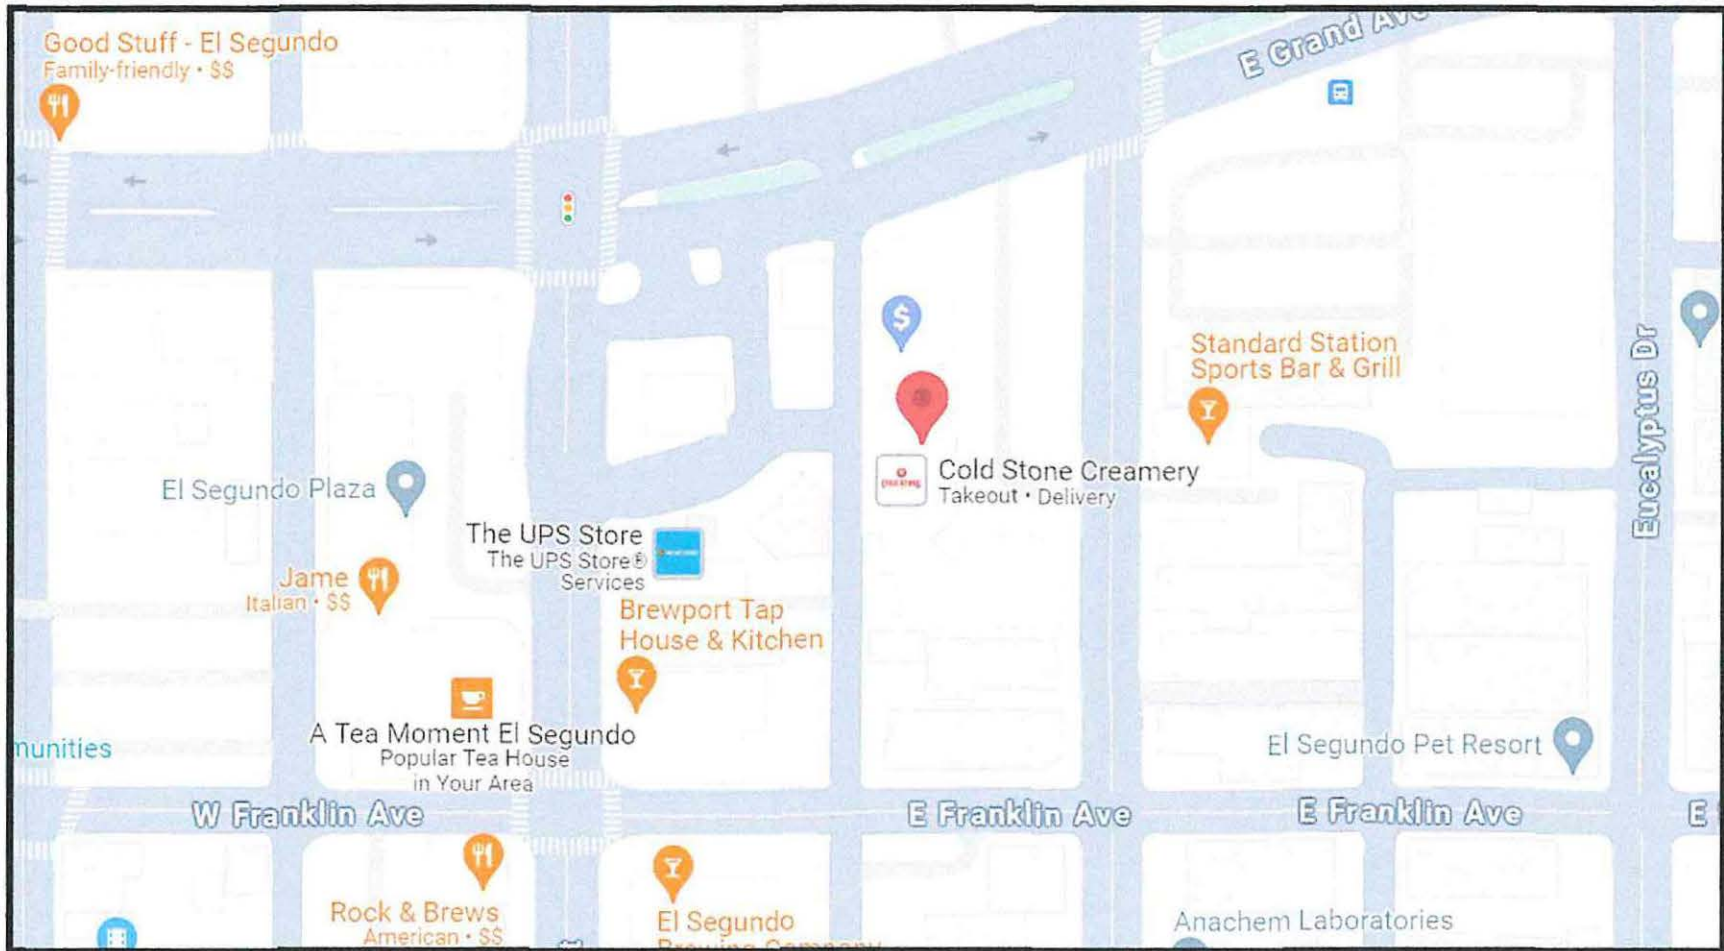 Good Stuff - El Segundo
Family-friendly • $$
E Grand Ave
$
Standard Station
Sports Bar & Grill
Eucalyptus Dr
Cold Stone Creamery
Takeout • Delivery
El Segundo Plaza
The UPS Store
The UPS Store®
Services
Jame
Italian • $$
Brewport Tap
House & Kitchen
A Tea Moment El Segundo
Popular Tea House
in Your Area
munities
El Segundo Pet Resort
W Franklin Ave
E Franklin Ave
E Franklin Ave
E
Rock & Brews
American • $$
El Segundo
Brewing Company
Anachem Laboratories